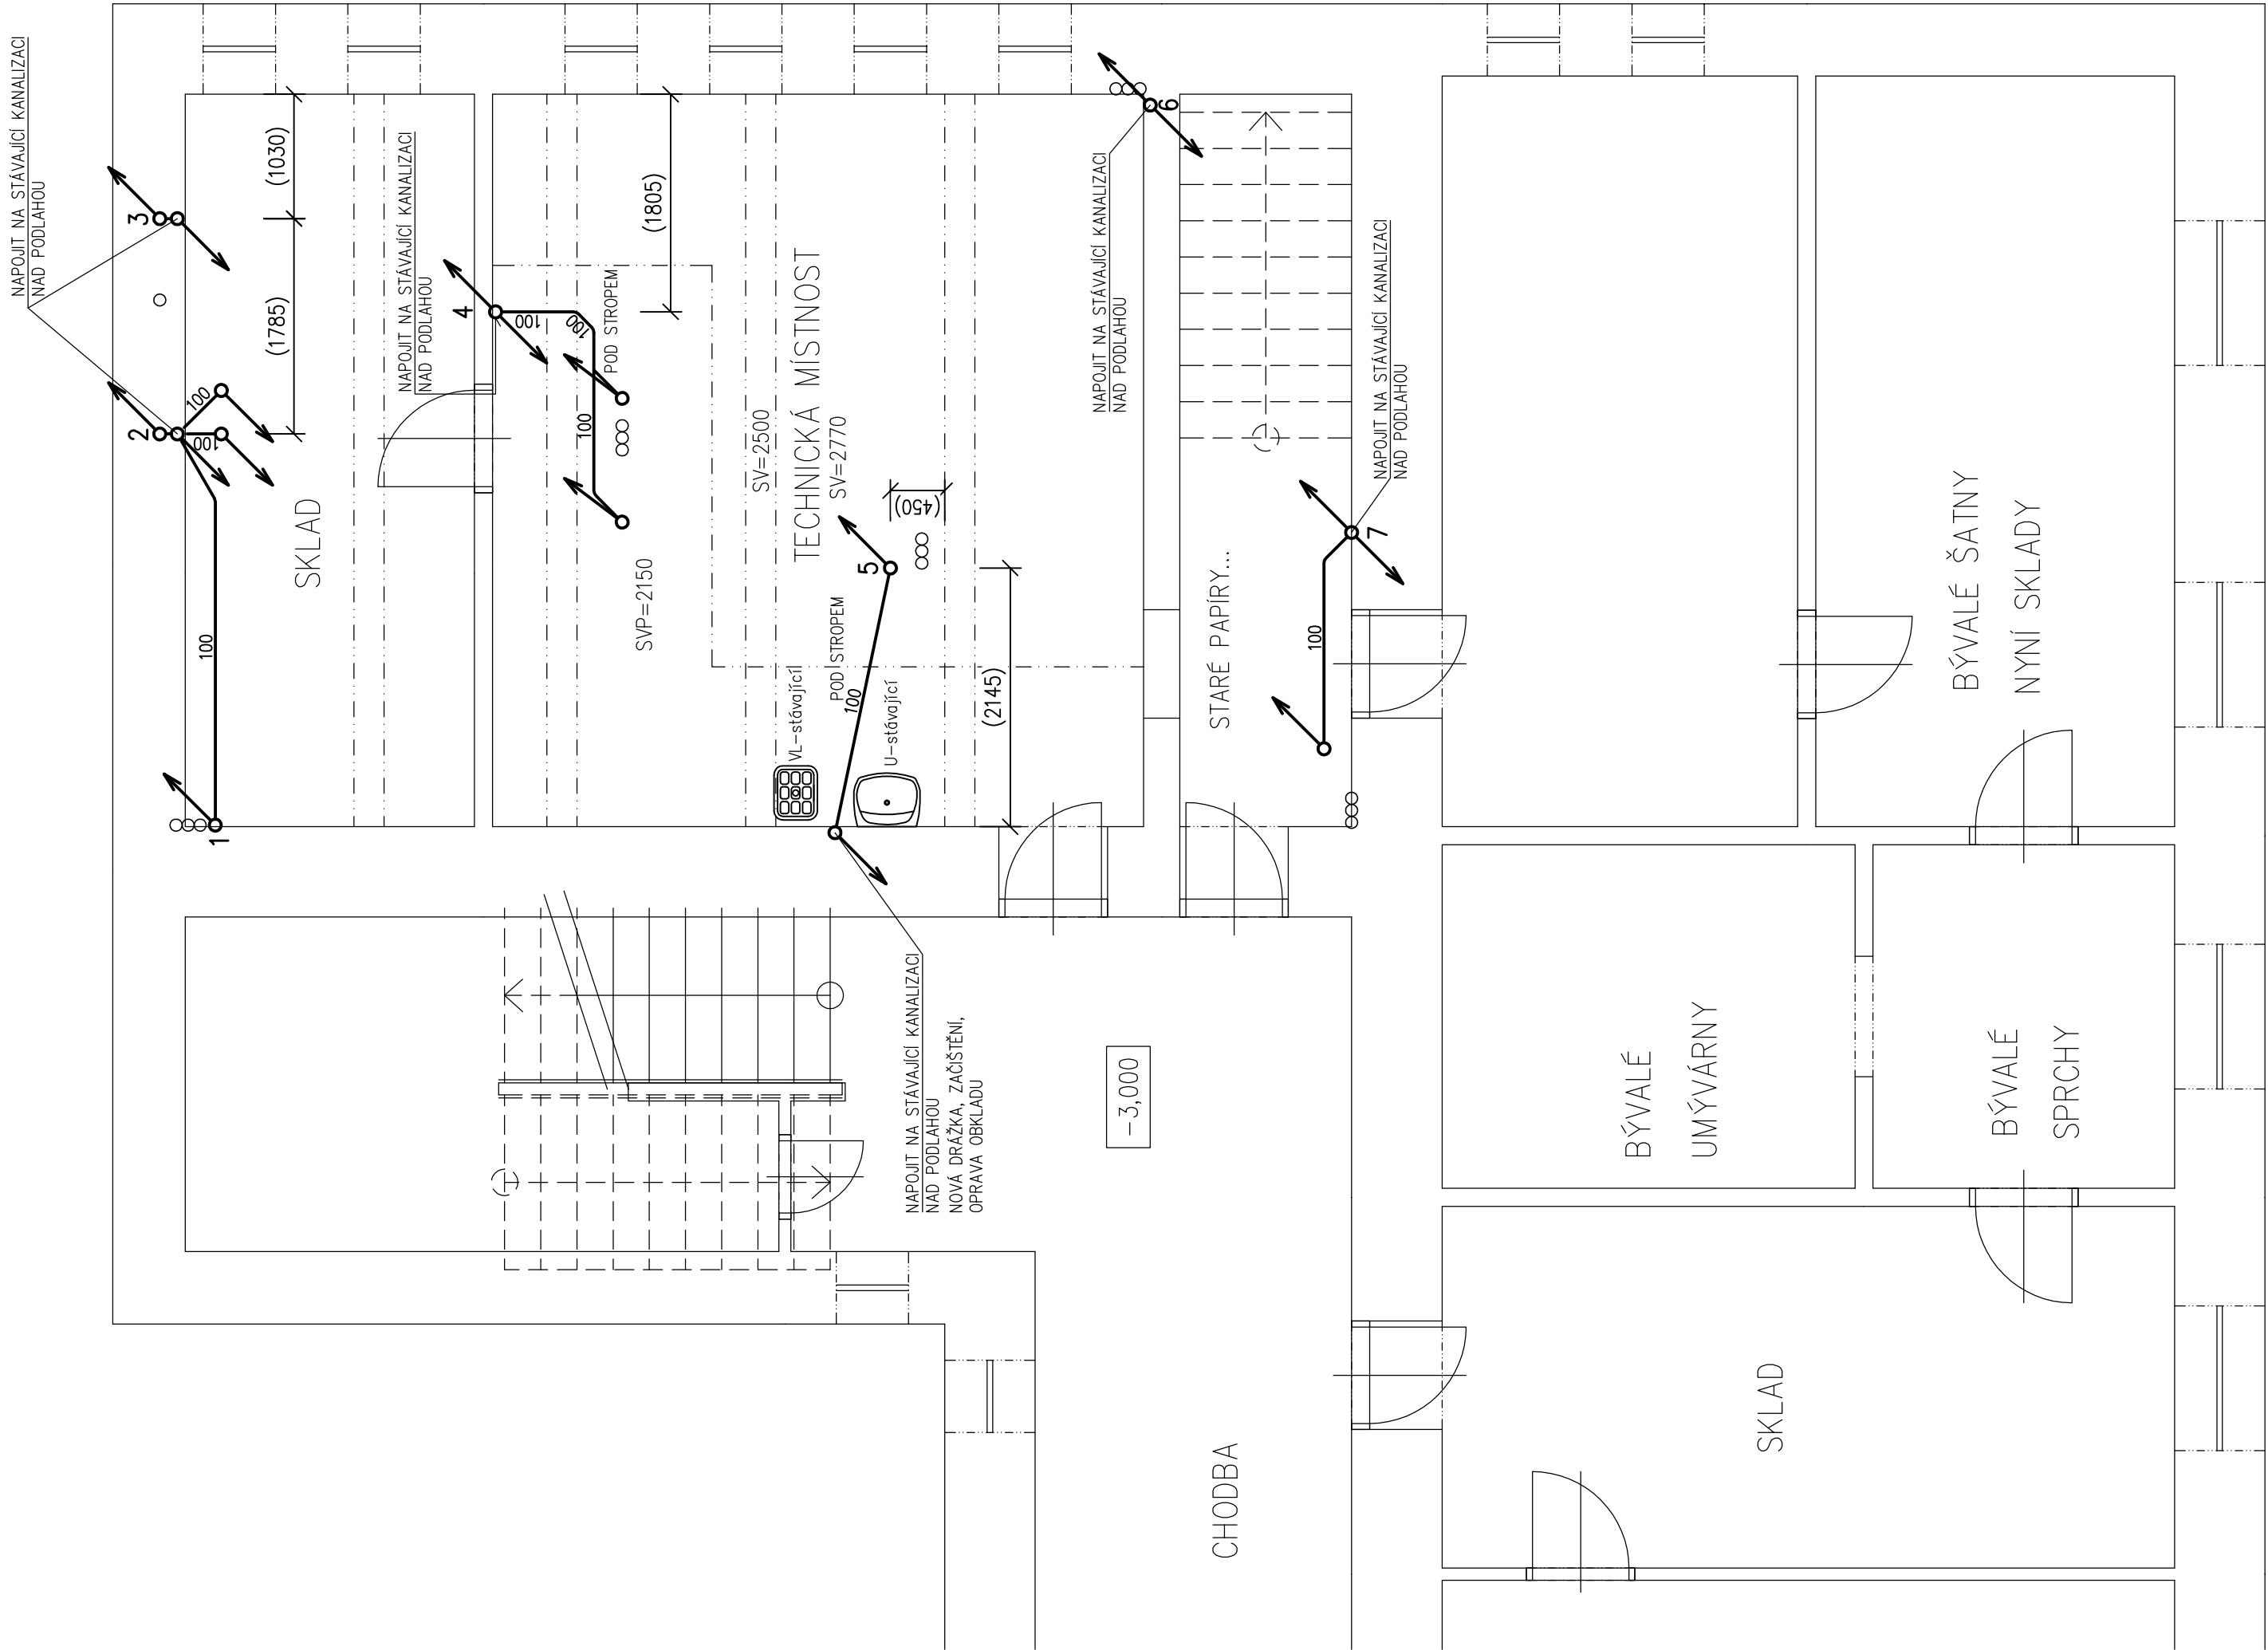 NAPOJIT NA STÁVAJÍCÍ KANALIZACI
NAD PODLAHOU
3
2
1
(1030)
(1785)
100
100
100
SKLAD
NAPOJIT NA STÁVAJÍCÍ KANALIZACI
NAD PODLAHOU
4
100
100
100
POD STROPEM
(1805)
SVP=2150
SV=2500
TECHNICKÁ MÍSTNOST
SV=2770
5
(450)
POD STROPEM
100
VL-stávající
U-stávající
(2145)
NAPOJIT NA STÁVAJÍCÍ KANALIZACI
NAD PODLAHOU
NOVÁ DRÁŽKA, ZAČIŠTĚNÍ,
OPRAVA OBKLADU
NAPOJIT NA STÁVAJÍCÍ KANALIZACI
NAD PODLAHOU
6
STARÉ PAPÍRY...
100
7
NAPOJIT NA STÁVAJÍCÍ KANALIZACI
NAD PODLAHOU
-3,000
CHODBA
BÝVALÉ ŠATNY
NYNÍ SKLADY
BÝVALÉ
UMÝVÁRNY
BÝVALÉ
SPRCHY
SKLAD